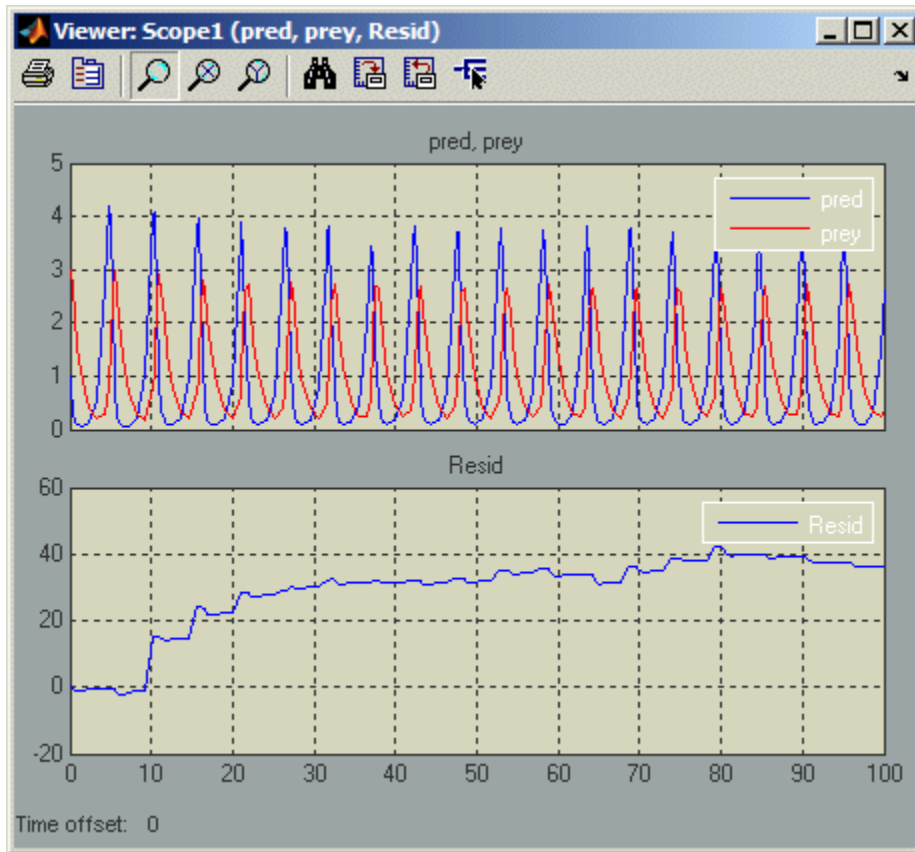 Viewer: Scope1 (pred, prey, Resid)
pred, prey
5
4
3
2
1
0
pred
prey
Resid
60
40
20
0
-20
Resid
0 10 20 30 40 50 60 70 80 90 100
Time offset: 0